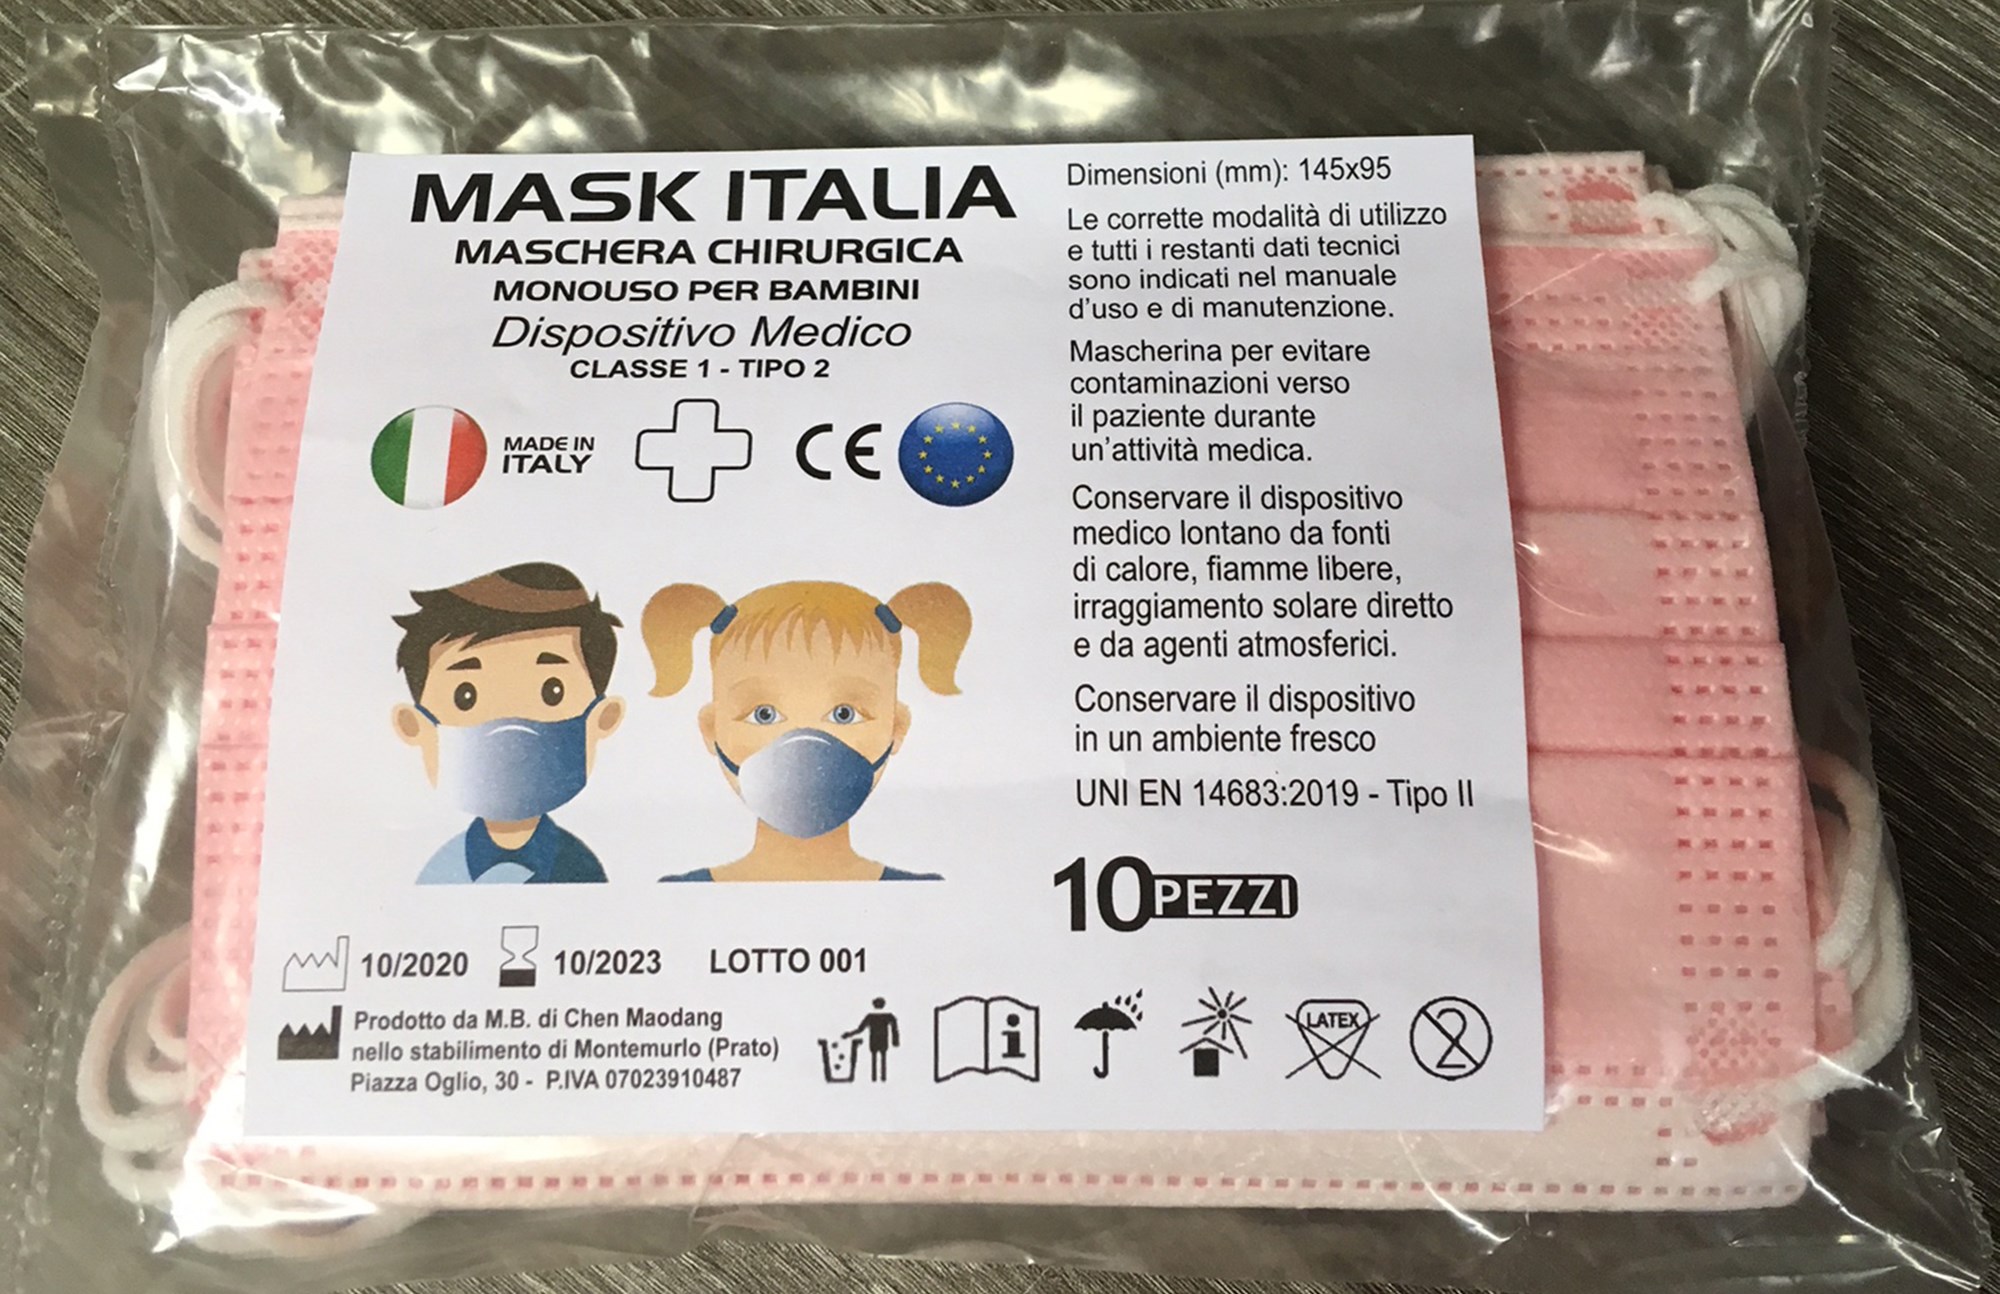 MASK ITALIA
MASCHERA CHIRURGICA
MONOUSO PER BAMBINI
Dispositivo Medico
CLASSE 1 - TIPO 2
MADE IN
ITALY
CE
Dimensioni (mm): 145x95
Le corrette modalità di utilizzo
e tutti i restanti dati tecnici
sono indicati nel manuale
d'uso e di manutenzione.
Mascherina per evitare
contaminazioni verso
il paziente durante
un'attività medica.
Conservare il dispositivo
medico lontano da fonti
di calore, fiamme libere,
irraggiamento solare diretto
e da agenti atmosferici.
Conservare il dispositivo
in un ambiente fresco
UNI EN 14683:2019 - Tipo II
10 PEZZI
10/2020 10/2023 LOTTO 001
Prodotto da M.B. di Chen Maodang
nello stabilimento di Montemurlo (Prato)
Piazza Oglio, 30 - P.IVA 07023910487
i
LATEX
2